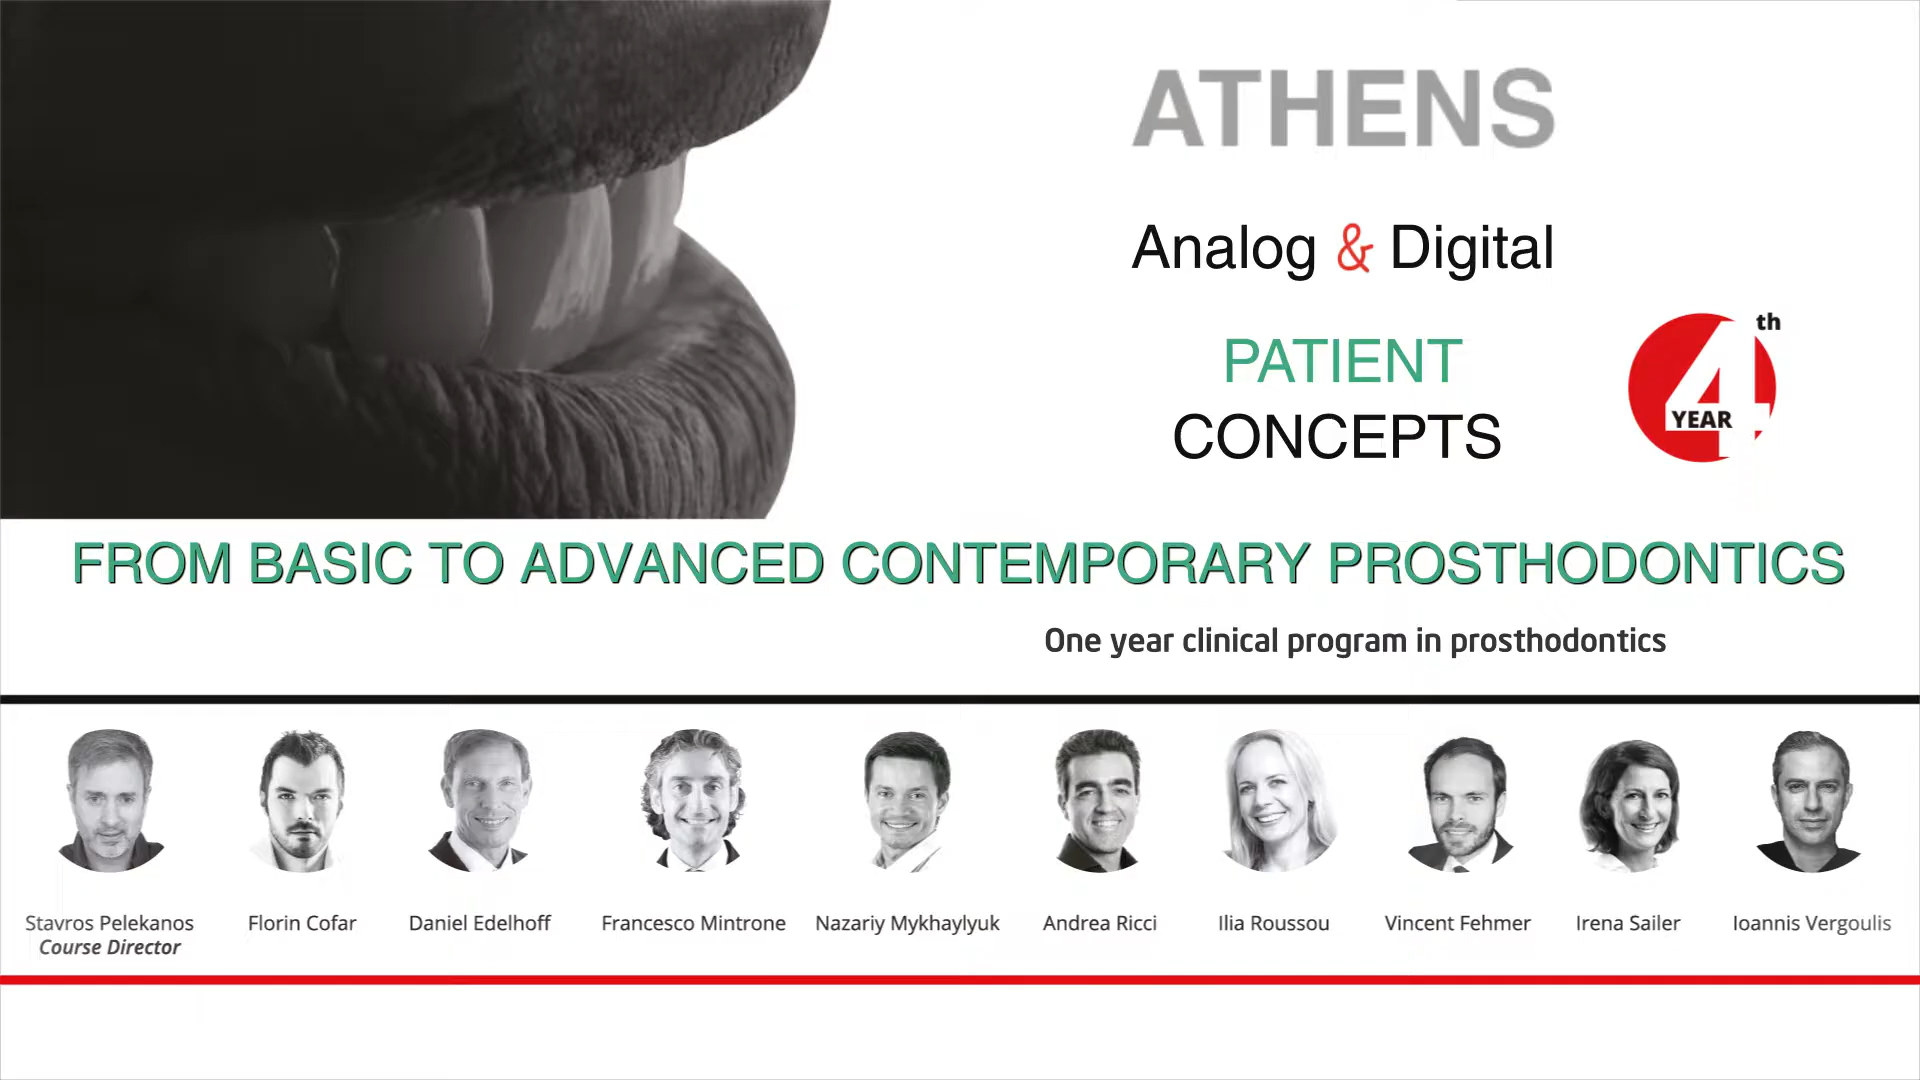 ATHENS
Analog & Digital
PATIENT
CONCEPTS
4th
YEAR
FROM BASIC TO ADVANCED CONTEMPORARY PROSTHODONTICS
One year clinical program in prosthodontics
Stavros Pelekanos
Course Director
Florin Cofar
Daniel Edelhoff
Francesco Mintrone
Nazariy Mykhaylyuk
Andrea Ricci
Ilia Roussou
Vincent Fehmer
Irena Sailer
Ioannis Vergoulis